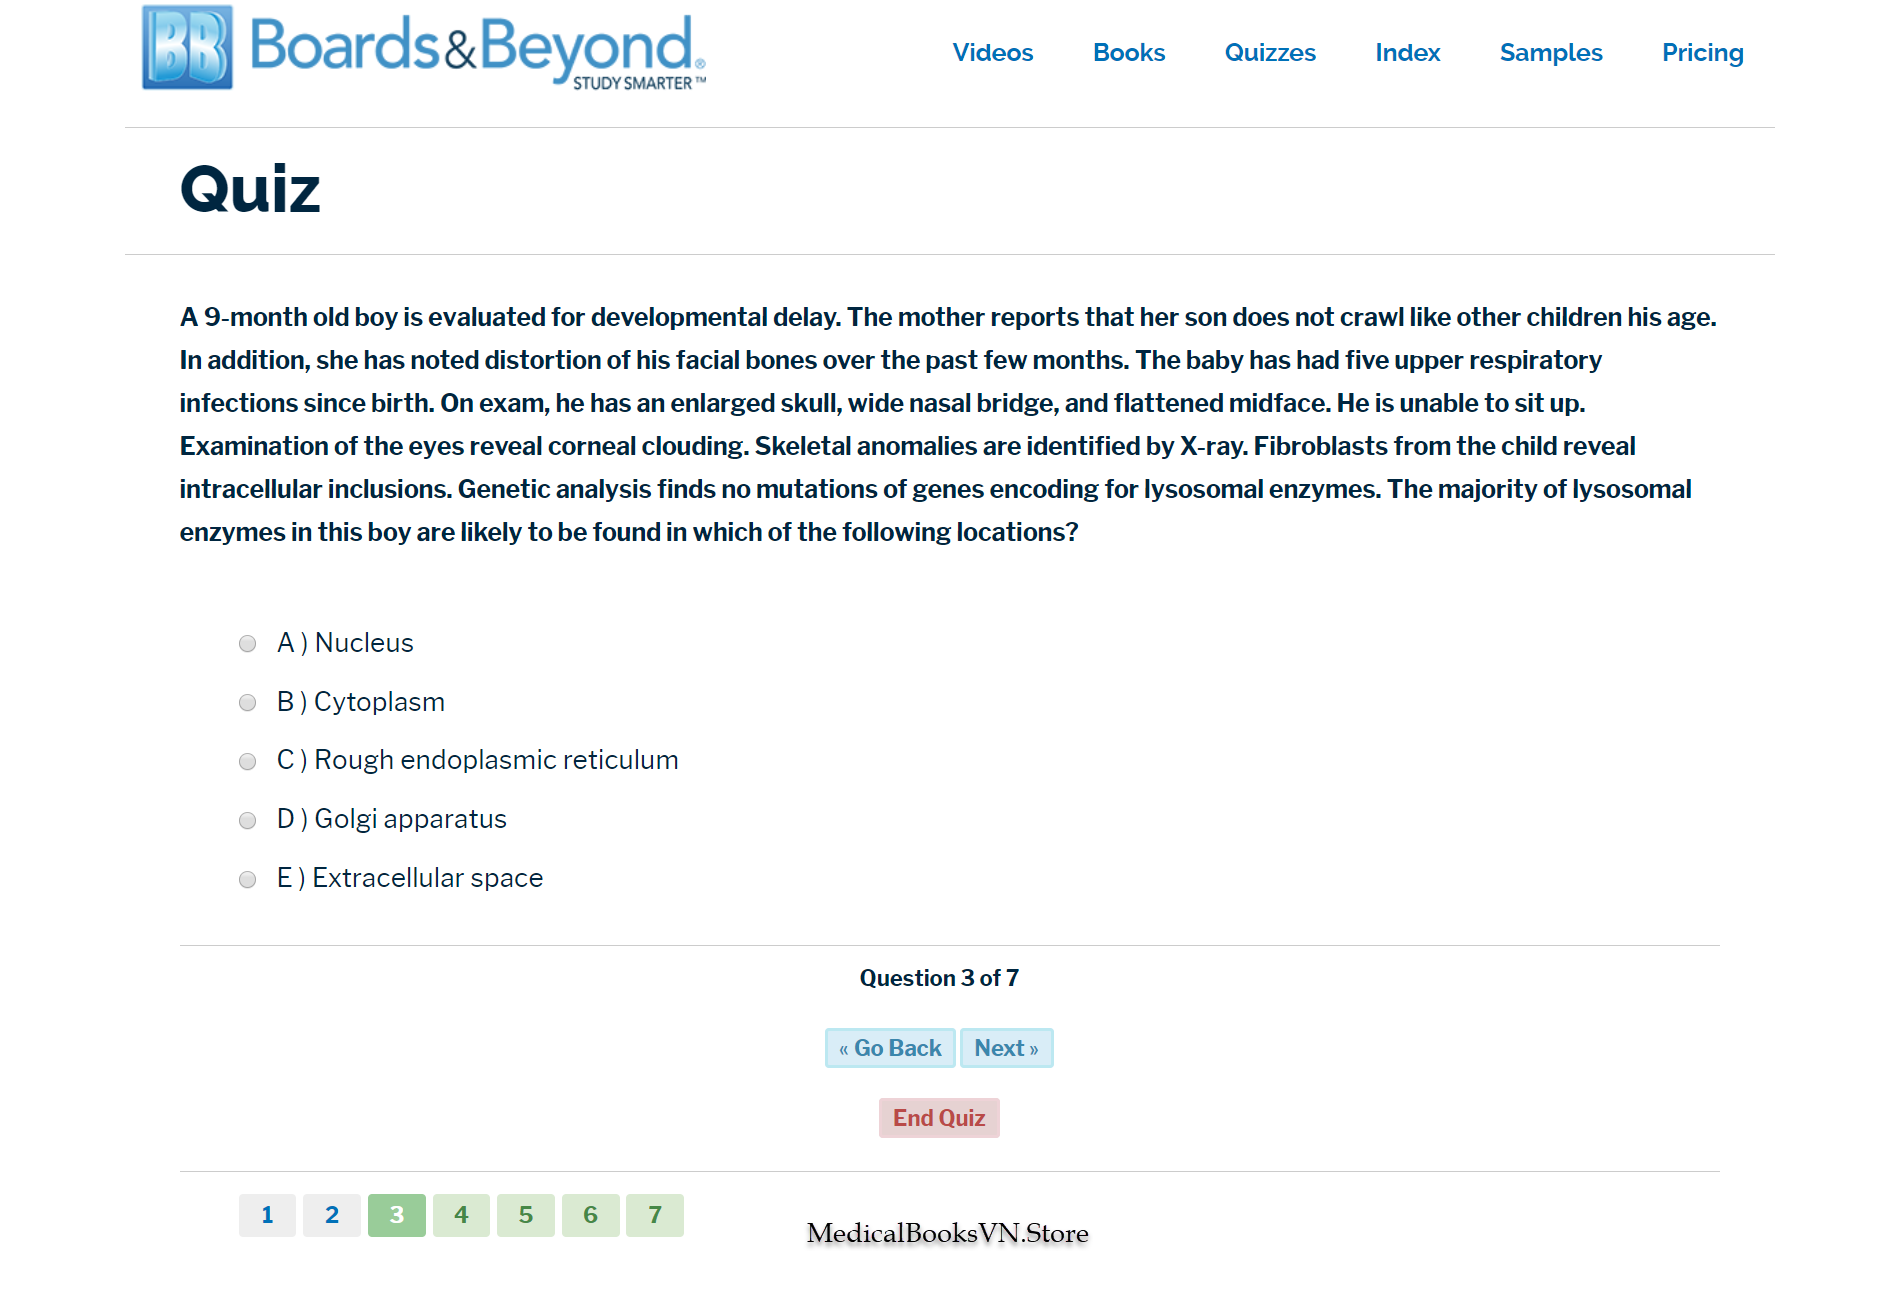 BB Boards&Beyond®
STUDY SMARTER™
Videos Books Quizzes Index Samples Pricing
Quiz
A 9-month old boy is evaluated for developmental delay. The mother reports that her son does not crawl like other children his age.
In addition, she has noted distortion of his facial bones over the past few months. The baby has had five upper respiratory
infections since birth. On exam, he has an enlarged skull, wide nasal bridge, and flattened midface. He is unable to sit up.
Examination of the eyes reveal corneal clouding. Skeletal anomalies are identified by X-ray. Fibroblasts from the child reveal
intracellular inclusions. Genetic analysis finds no mutations of genes encoding for lysosomal enzymes. The majority of lysosomal
enzymes in this boy are likely to be found in which of the following locations?
A ) Nucleus
B ) Cytoplasm
C ) Rough endoplasmic reticulum
D ) Golgi apparatus
E ) Extracellular space
Question 3 of 7
« Go Back Next »
End Quiz
1 2 3 4 5 6 7
MedicalBooksVN.Store